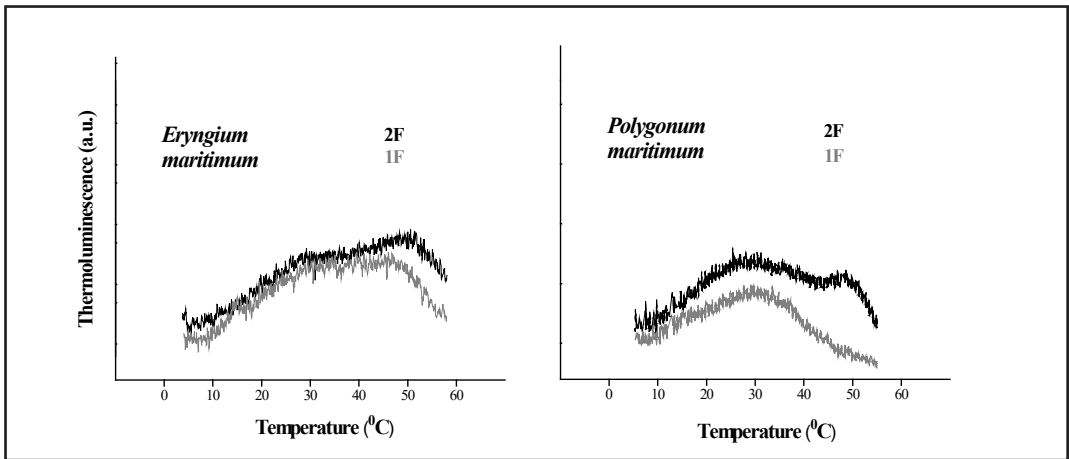 Thermoluminescence (a.u.)
Eryngium 2F
maritimum 1F
0 10 20 30 40 50 60
Temperature (⁰C)
Polygonum 2F
maritimum 1F
0 10 20 30 40 50 60
Temperature (⁰C)